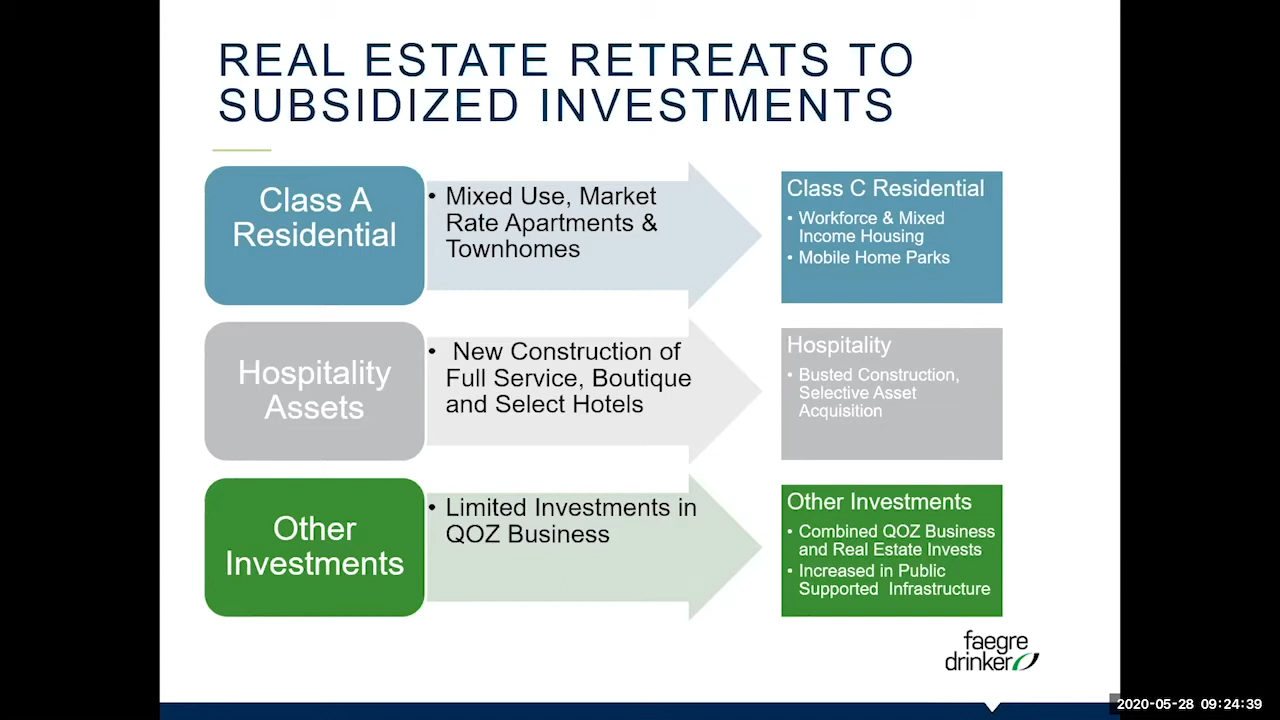 REAL ESTATE RETREATS TO
SUBSIDIZED INVESTMENTS
Class A
Residential
• Mixed Use, Market
Rate Apartments &
Townhomes
Class C Residential
• Workforce & Mixed
Income Housing
• Mobile Home Parks
Hospitality
Assets
• New Construction of
Full Service, Boutique
and Select Hotels
Hospitality
• Busted Construction,
Selective Asset
Acquisition
Other
Investments
• Limited Investments in
QOZ Business
Other Investments
• Combined QOZ Business
and Real Estate Invests
• Increased in Public
Supported Infrastructure
faegre
drinker
2020-05-28 09:24:39